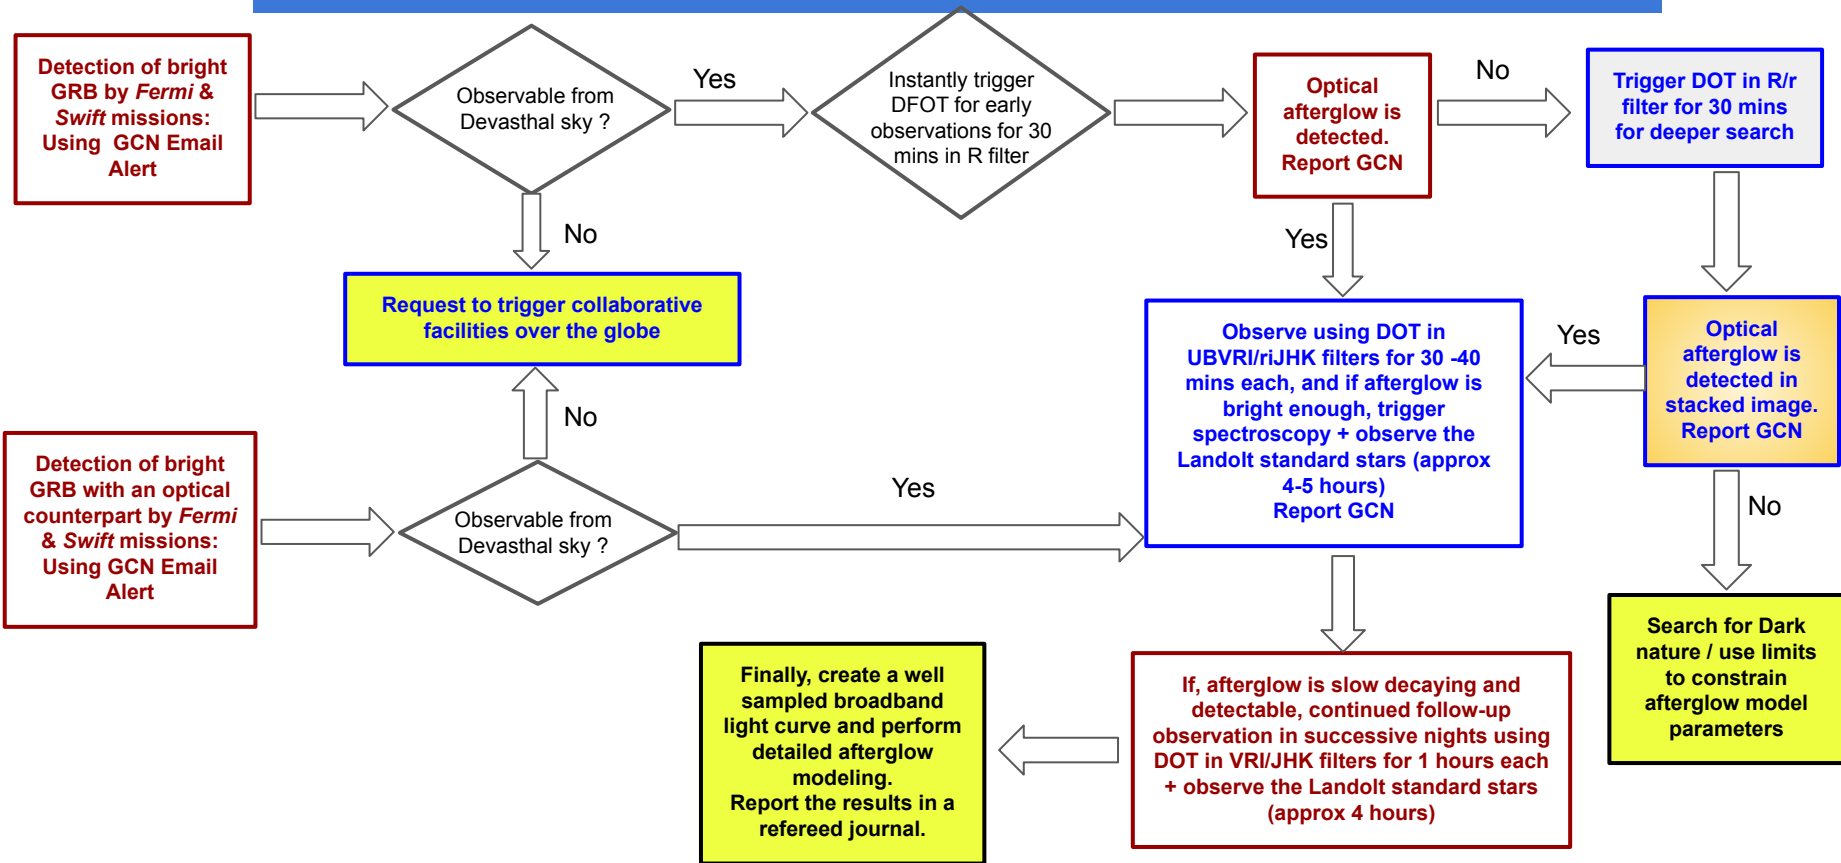 Detection of bright
GRB by Fermi &
Swift missions:
Using GCN Email
Alert
Observable from
Devasthal sky ?
Yes
Instantly trigger
DFOT for early
observations for 30
mins in R filter
Optical
afterglow is
detected.
Report GCN
No
Trigger DOT in R/r
filter for 30 mins
for deeper search
No
Yes
Request to trigger collaborative
facilities over the globe
Observe using DOT in
UBVRI/riJHK filters for 30 -40
mins each, and if afterglow is
bright enough, trigger
spectroscopy + observe the
Landolt standard stars (approx
4-5 hours)
Report GCN
Yes
Optical
afterglow is
detected in
stacked image.
Report GCN
No
Detection of bright
GRB with an optical
counterpart by Fermi
& Swift missions:
Using GCN Email
Alert
Observable from
Devasthal sky ?
Yes
No
Search for Dark
nature / use limits
to constrain
afterglow model
parameters
Finally, create a well
sampled broadband
light curve and perform
detailed afterglow
modeling.
Report the results in a
refereed journal.
If, afterglow is slow decaying and
detectable, continued follow-up
observation in successive nights using
DOT in VRI/JHK filters for 1 hours each
+ observe the Landolt standard stars
(approx 4 hours)